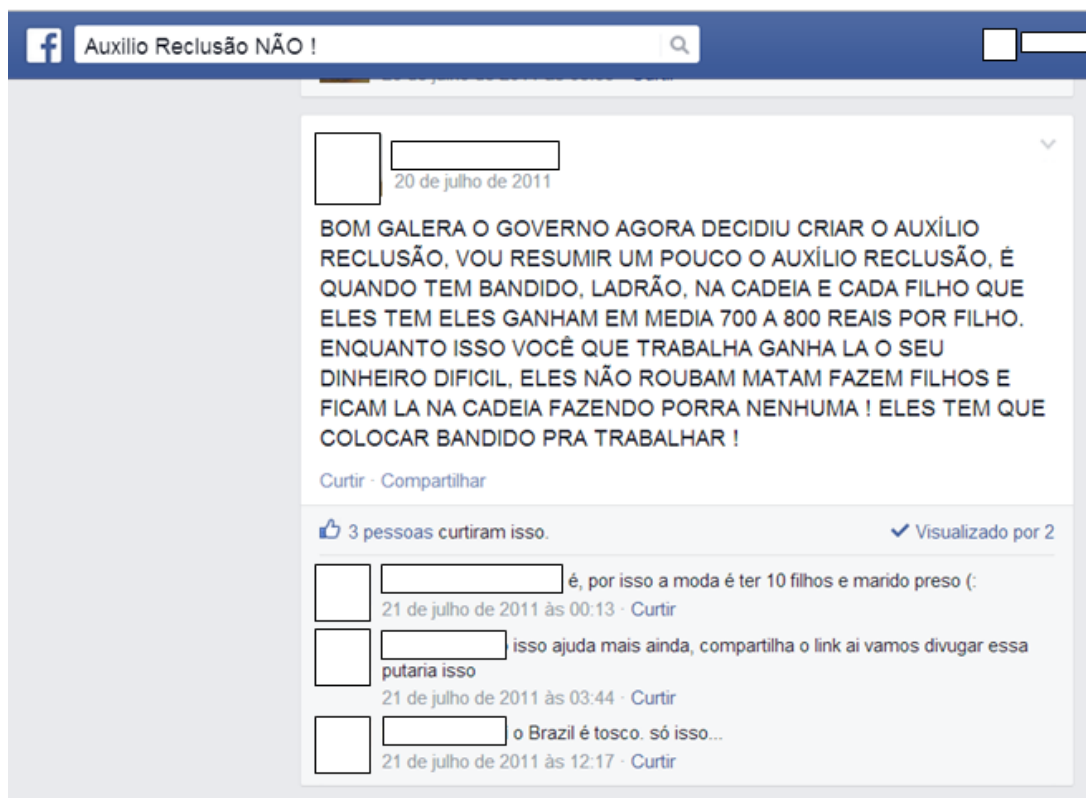 f
Auxilio Reclusão NÃO !
20 de julho de 2011
BOM GALERA O GOVERNO AGORA DECIDIU CRIAR O AUXÍLIO
RECLUSÃO, VOU RESUMIR UM POUCO O AUXÍLIO RECLUSÃO, É
QUANDO TEM BANDIDO, LADRÃO, NA CADEIA E CADA FILHO QUE
ELES TEM ELES GANHAM EM MEDIA 700 A 800 REAIS POR FILHO.
ENQUANTO ISSO VOCÊ QUE TRABALHA GANHA LA O SEU
DINHEIRO DIFICIL, ELES NÃO ROUBAM MATAM FAZEM FILHOS E
FICAM LA NA CADEIA FAZENDO PORRA NENHUMA ! ELES TEM QUE
COLOCAR BANDIDO PRA TRABALHAR !
Curtir · Compartilhar
3 pessoas curtiram isso. Visualizado por 2
é, por isso a moda é ter 10 filhos e marido preso (:
21 de julho de 2011 às 00:13 · Curtir
isso ajuda mais ainda, compartilha o link ai vamos divugar essa
putaria isso
21 de julho de 2011 às 03:44 · Curtir
o Brazil é tosco. só isso...
21 de julho de 2011 às 12:17 · Curtir